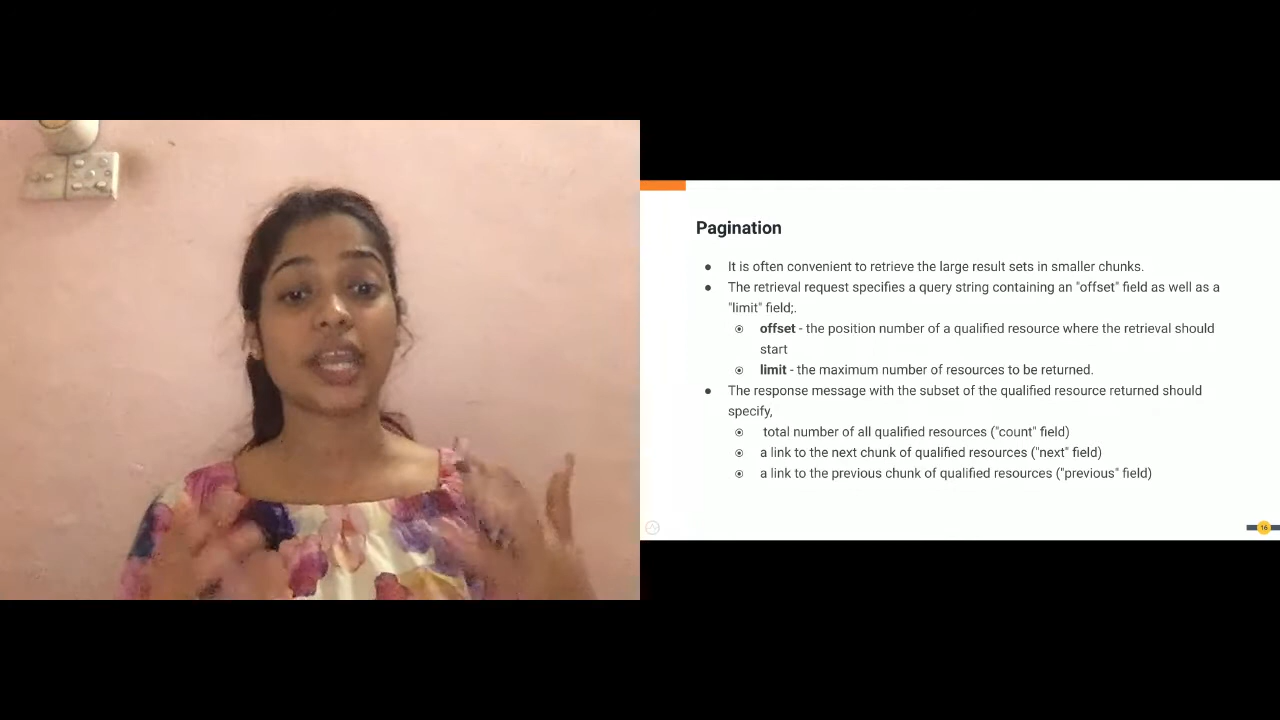 Pagination
● It is often convenient to retrieve the large result sets in smaller chunks.
● The retrieval request specifies a query string containing an "offset" field as well as a
"limit" field;.
⦿ offset - the position number of a qualified resource where the retrieval should
start
⦿ limit - the maximum number of resources to be returned.
● The response message with the subset of the qualified resource returned should
specify,
⦿ total number of all qualified resources ("count" field)
⦿ a link to the next chunk of qualified resources ("next" field)
⦿ a link to the previous chunk of qualified resources ("previous" field)
16